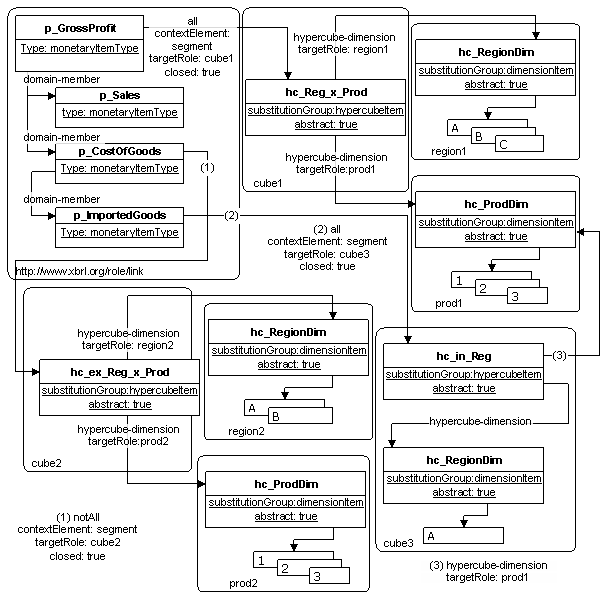 p_GrossProfit
Type: monetaryItemType
all
contextElement:
segment
targetRole: cube1
closed: true
domain-member
p_Sales
type: monetaryItemType
domain-member
p_CostOfGoods
Type: monetaryItemType
(1)
domain-member
p_ImportedGoods
Type: monetaryItemType
(2)
http://www.xbrl.org/role/link
hypercube-dimension
targetRole: region1
hc_Reg_x_Prod
substitutionGroup:hypercubeItem
abstract: true
hypercube-dimension
targetRole:prod1
cube1
hc_RegionDim
substitutionGroup:dimensionItem
abstract: true
A
B
C
region1
hc_ProdDim
substitutionGroup:dimensionItem
abstract: true
1
2
3
prod1
(2) all
contextElement: segment
targetRole: cube3
closed: true
hypercube-dimension
targetRole: region2
hc_ex_Reg_x_Prod
substitutionGroup:hypercubeItem
abstract: true
hypercube-dimension
targetRole:prod2
cube2
hc_RegionDim
substitutionGroup:dimensionItem
abstract: true
A
B
region2
hc_ProdDim
substitutionGroup:dimensionItem
abstract: true
1
2
3
prod2
hc_in_Reg
substitutionGroup:hypercubeItem
abstract: true
(3)
hypercube-dimension
hc_RegionDim
substitutionGroup:dimensionItem
abstract: true
A
cube3
(1) notAll
contextElement: segment
targetRole: cube2
closed: true
(3) hypercube-dimension
targetRole: prod1